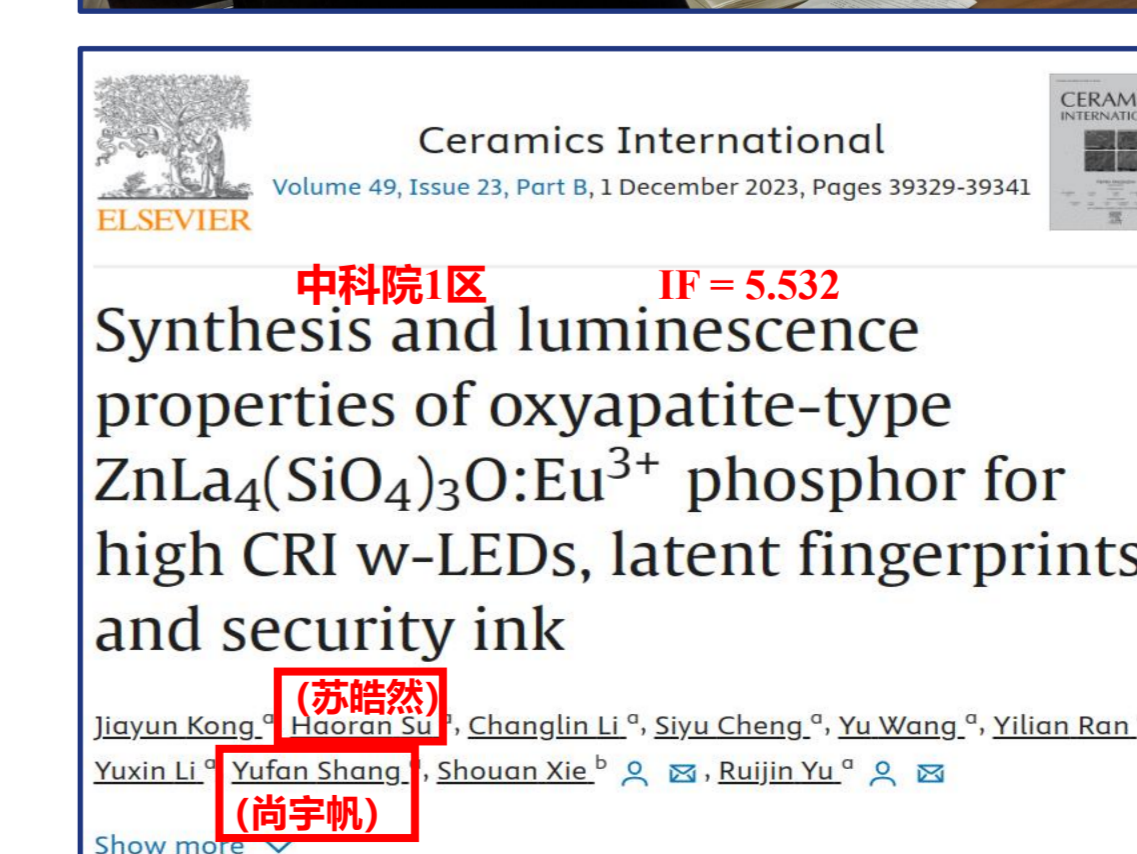 CERAM
INTERNATIO
Ceramics International
Volume 49, Issue 23, Part B, 1 December 2023, Pages 39329-39341
ELSEVIER
中科院1区 IF = 5.532
Synthesis and luminescence
properties of oxyapatite-type
ZnLa₄(SiO₄)₃O:Eu³⁺ phosphor for
high CRI w-LEDs, latent fingerprints
and security ink
(苏皓然)
Jiayun Kong ᵃ, Haoran Su ᵃ, Changlin Li ᵃ, Siyu Cheng ᵃ, Yu Wang ᵃ, Yilian Ran
Yuxin Li ᵃ, Yufan Shang ᵃ, Shouan Xie ᵇ, Ruijin Yu ᵃ
(尚宇帆)
Show more